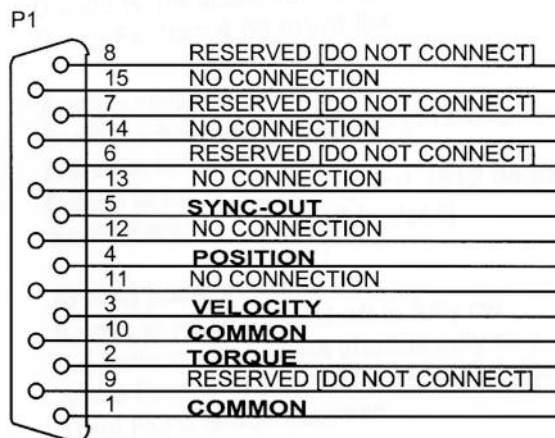 P1
8 RESERVED [DO NOT CONNECT]
15 NO CONNECTION
7 RESERVED [DO NOT CONNECT]
14 NO CONNECTION
6 RESERVED [DO NOT CONNECT]
13 NO CONNECTION
5 SYNC-OUT
12 NO CONNECTION
4 POSITION
11 NO CONNECTION
3 VELOCITY
10 COMMON
2 TORQUE
9 RESERVED [DO NOT CONNECT]
1 COMMON